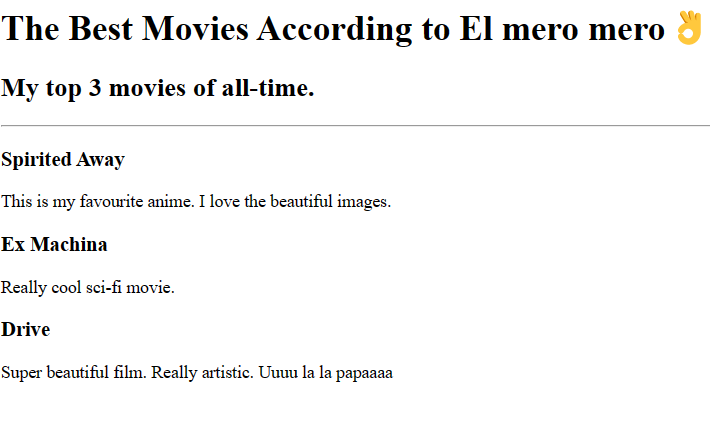 The Best Movies According to El mero mero 👌
My top 3 movies of all-time.
Spirited Away
This is my favourite anime. I love the beautiful images.
Ex Machina
Really cool sci-fi movie.
Drive
Super beautiful film. Really artistic. Uuuu la la papaaaa